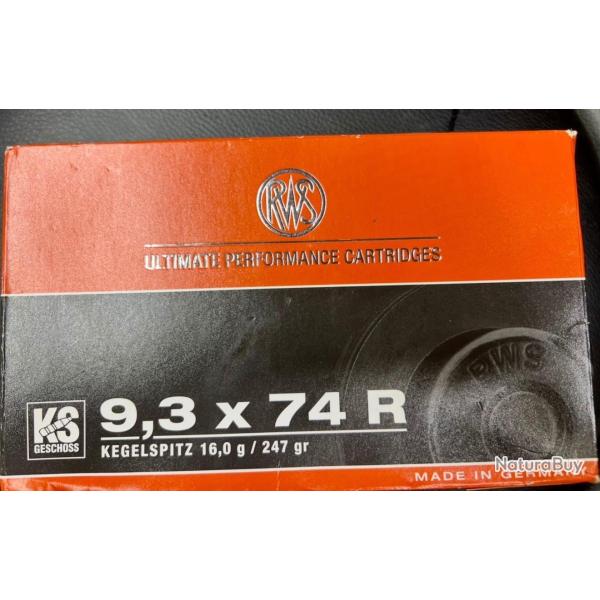 RWS
ULTIMATE PERFORMANCE CARTRIDGES
RWS
KS
GESCHOSS
9,3 x 74 R
KEGELSPITZ 16,0 g / 247 gr
MADE IN GERMANY
NaturaBuy